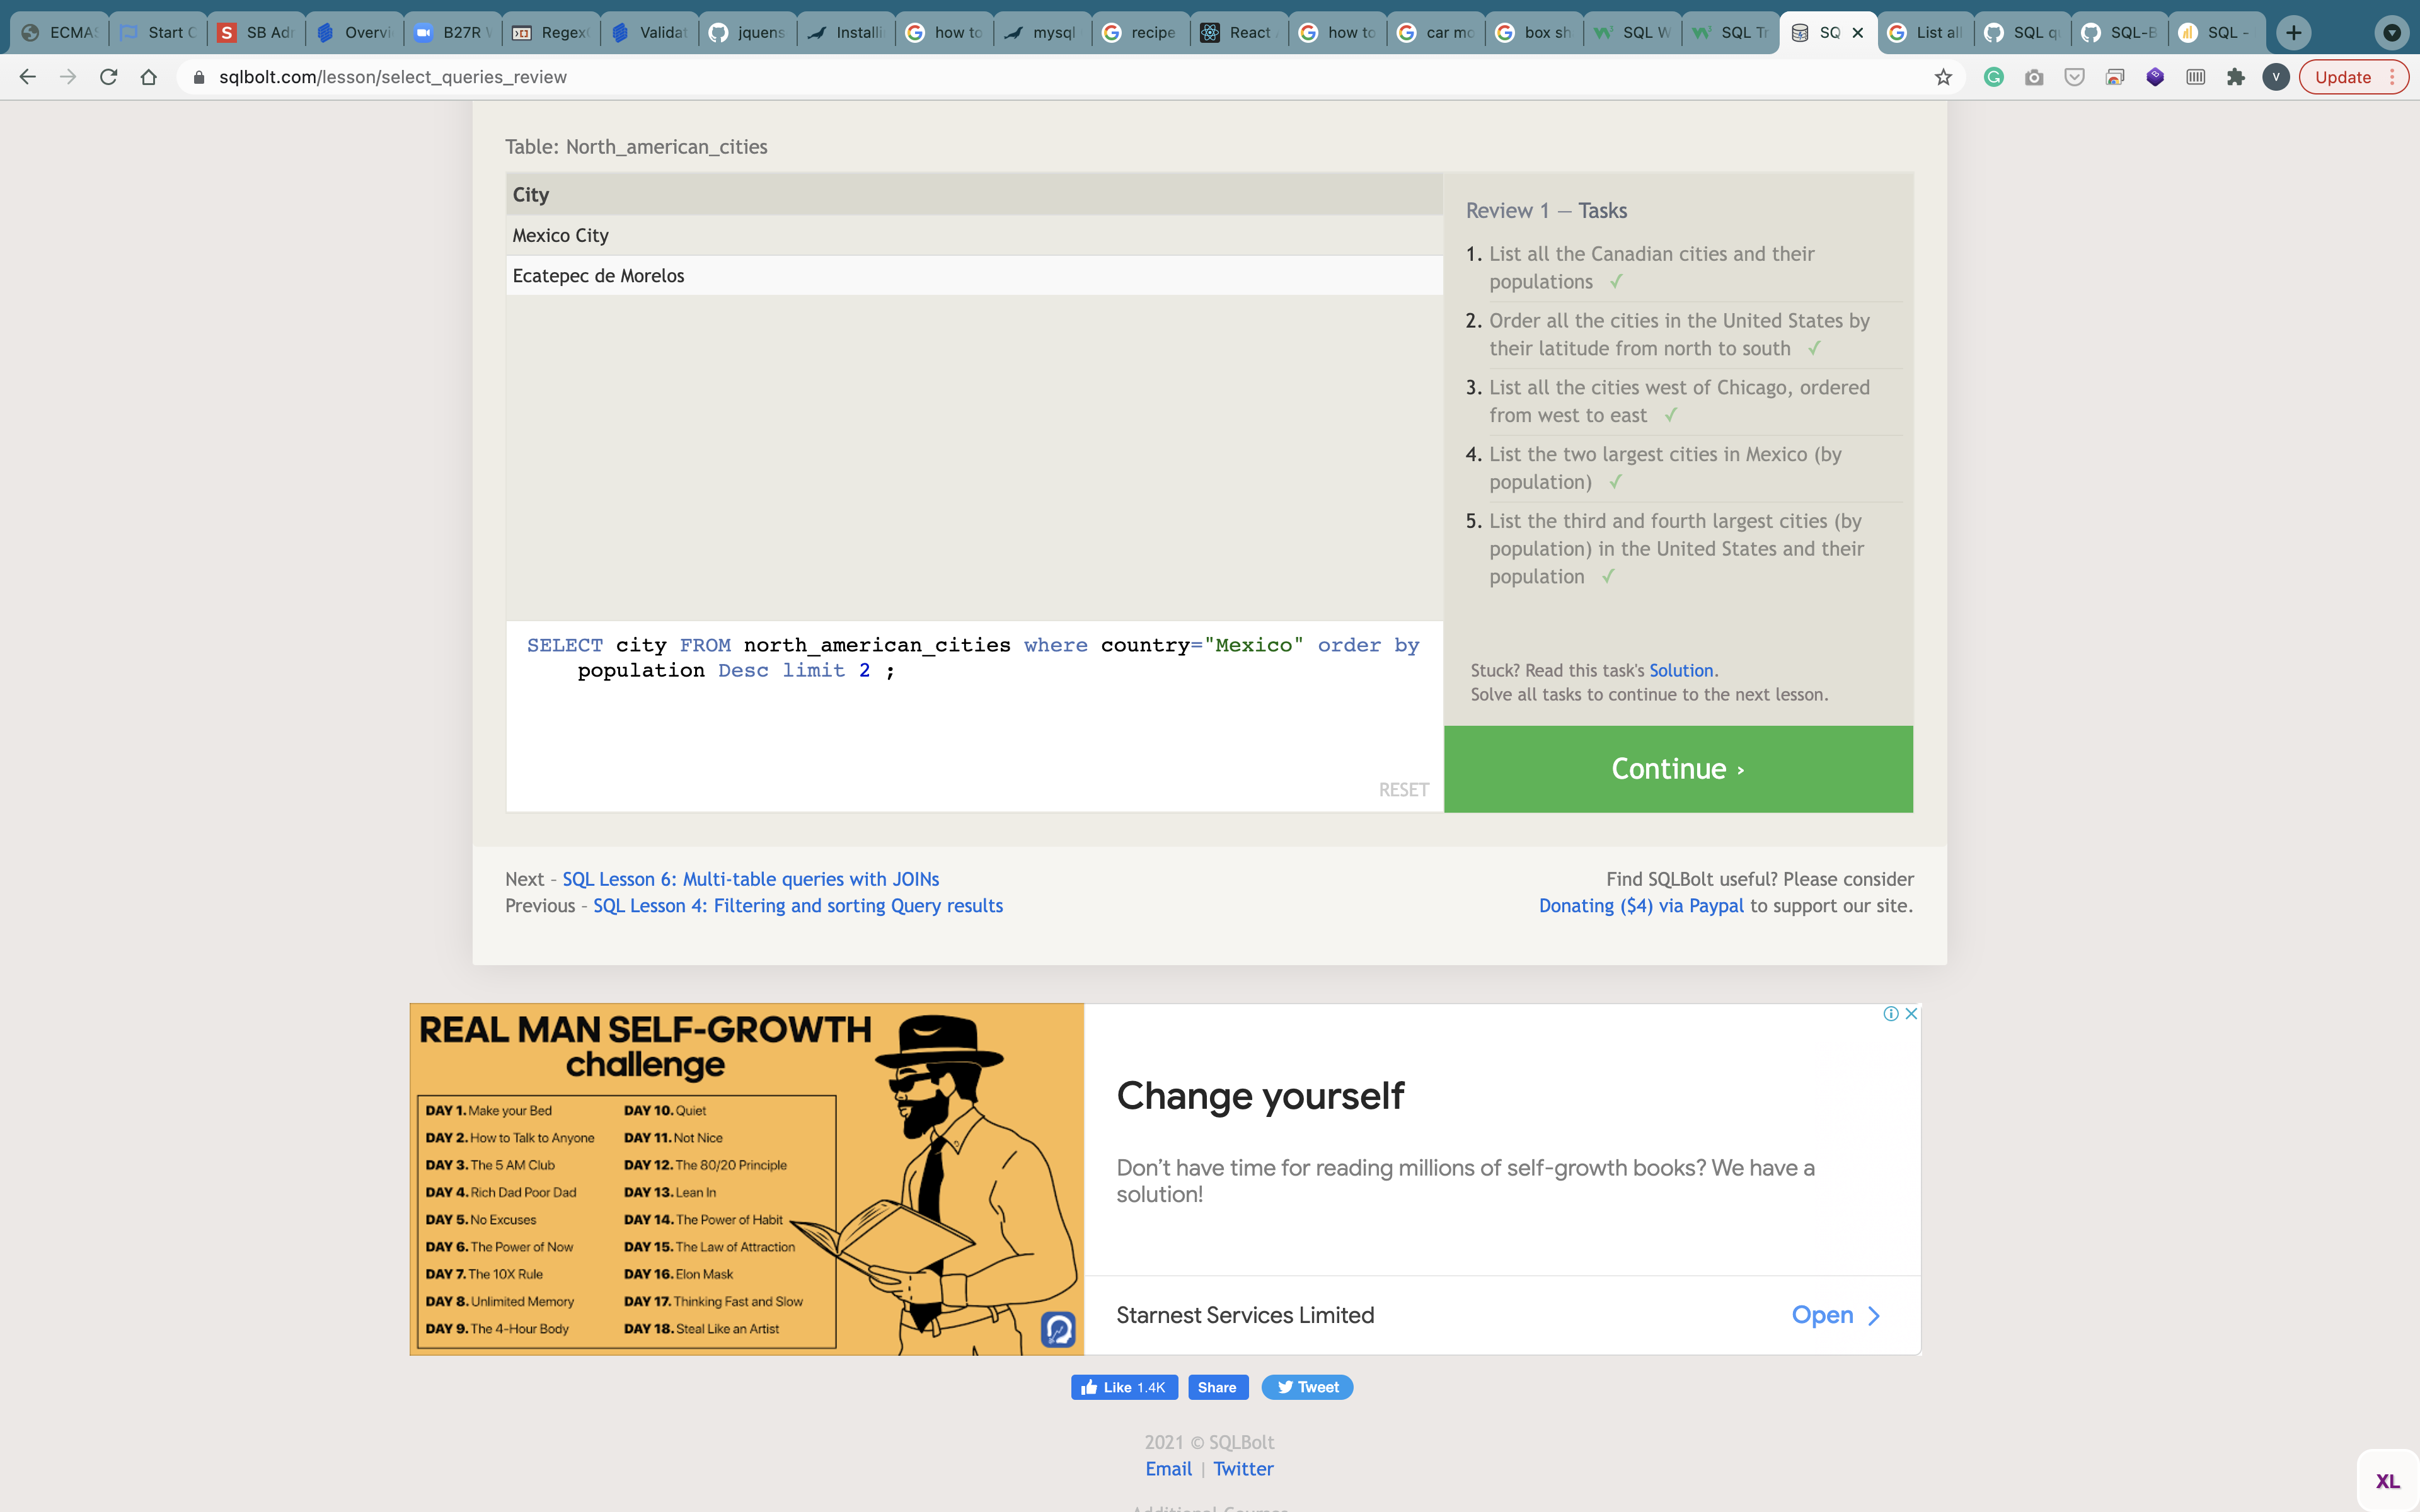 ECMAS
Start C
SB Adm
Overvi
B27R W
RegexO
Validat
jquens
Installi
how to
mysql
recipe
React
how to
car mo
box sh
SQL W
SQL Tr
SQ
List all
SQL q
SQL-B
SQL -
sqlbolt.com/lesson/select_queries_review
V
Update
Table: North_american_cities
City
Mexico City
Ecatepec de Morelos
SELECT city FROM north_american_cities where country="Mexico" order by
population Desc limit 2 ;
RESET
Review 1 — Tasks
1. List all the Canadian cities and their
populations ✓
2. Order all the cities in the United States by
their latitude from north to south ✓
3. List all the cities west of Chicago, ordered
from west to east ✓
4. List the two largest cities in Mexico (by
population) ✓
5. List the third and fourth largest cities (by
population) in the United States and their
population ✓
Stuck? Read this task's Solution.
Solve all tasks to continue to the next lesson.
Continue ›
Next – SQL Lesson 6: Multi-table queries with JOINs
Previous – SQL Lesson 4: Filtering and sorting Query results
Find SQLBolt useful? Please consider
Donating ($4) via Paypal to support our site.
REAL MAN SELF-GROWTH
challenge
DAY 1. Make your Bed
DAY 2. How to Talk to Anyone
DAY 3. The 5 AM Club
DAY 4. Rich Dad Poor Dad
DAY 5. No Excuses
DAY 6. The Power of Now
DAY 7. The 10X Rule
DAY 8. Unlimited Memory
DAY 9. The 4-Hour Body
DAY 10. Quiet
DAY 11. Not Nice
DAY 12. The 80/20 Principle
DAY 13. Lean In
DAY 14. The Power of Habit
DAY 15. The Law of Attraction
DAY 16. Elon Mask
DAY 17. Thinking Fast and Slow
DAY 18. Steal Like an Artist
Change yourself
Don't have time for reading millions of self-growth books? We have a
solution!
Starnest Services Limited
Open
Like 1.4K
Share
Tweet
2021 © SQLBolt
Email | Twitter
XL